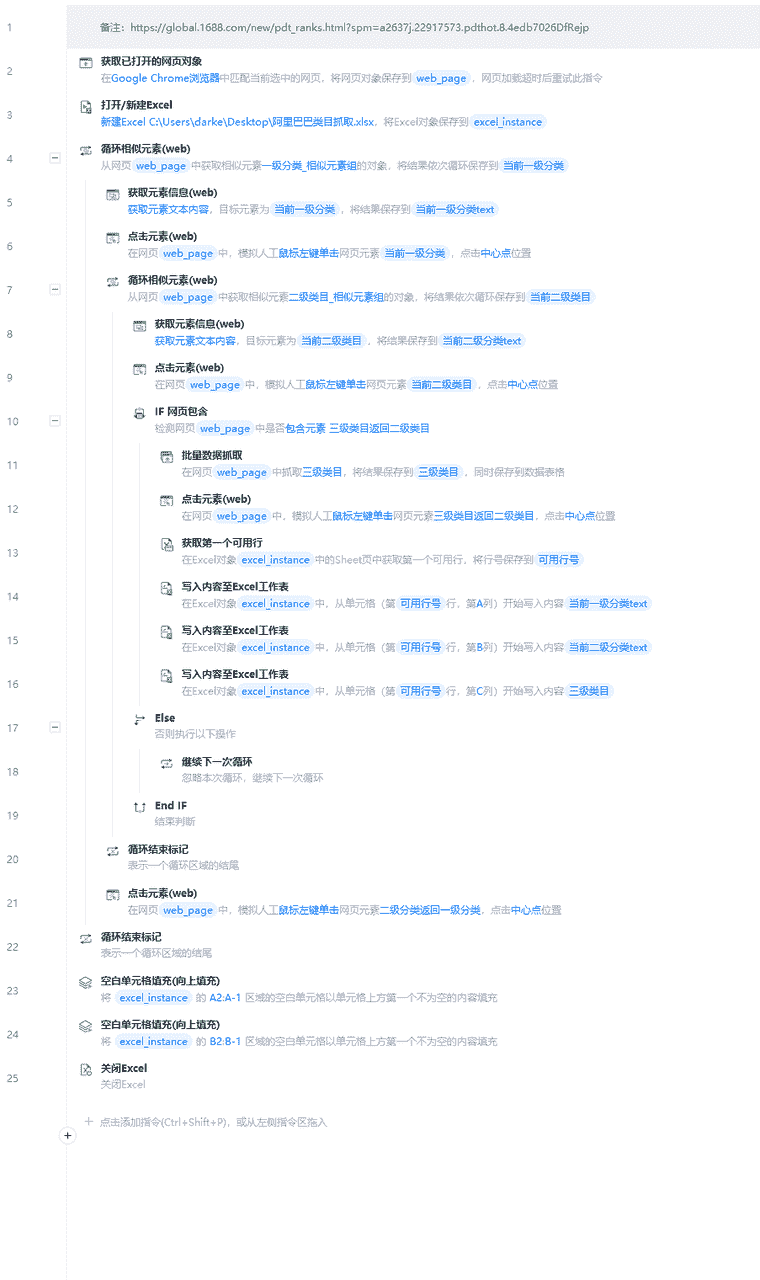 1 备注：https://global.1688.com/new/pdt_ranks.html?spm=a2637j.22917573.pdthot.8.4edb7026DfRejp
2 获取已打开的网页对象
在Google Chrome浏览器中匹配当前选中的网页，将网页对象保存到 web_page ，网页加载超时后重试此指令
3 打开/新建Excel
新建Excel C:\Users\darke\Desktop\阿里巴巴类目抓取.xlsx，将Excel对象保存到 excel_instance
4 循环相似元素(web)
从网页 web_page 中获取相似元素一级分类_相似元素组的对象，将结果依次循环保存到 当前一级分类
5 获取元素信息(web)
获取元素文本内容，目标元素为 当前一级分类 ，将结果保存到 当前一级分类text
6 点击元素(web)
在网页 web_page 中，模拟人工鼠标左键单击网页元素 当前一级分类 ，点击中心点位置
7 循环相似元素(web)
从网页 web_page 中获取相似元素二级类目_相似元素组的对象，将结果依次循环保存到 当前二级类目
8 获取元素信息(web)
获取元素文本内容，目标元素为 当前二级类目 ，将结果保存到 当前二级分类text
9 点击元素(web)
在网页 web_page 中，模拟人工鼠标左键单击网页元素 当前二级类目 ，点击中心点位置
10 IF 网页包含
检测网页 web_page 中是否包含元素 三级类目返回二级类目
11 批量数据抓取
在网页 web_page 中抓取三级类目，将结果保存到 三级类目 ，同时保存到数据表格
12 点击元素(web)
在网页 web_page 中，模拟人工鼠标左键单击网页元素三级类目返回二级类目，点击中心点位置
13 获取第一个可用行
在Excel对象 excel_instance 中的Sheet页中获取第一个可用行，将行号保存到 可用行号
14 写入内容至Excel工作表
在Excel对象 excel_instance 中，从单元格（第 可用行号 行，第A列）开始写入内容 当前一级分类text
15 写入内容至Excel工作表
在Excel对象 excel_instance 中，从单元格（第 可用行号 行，第B列）开始写入内容 当前二级分类text
16 写入内容至Excel工作表
在Excel对象 excel_instance 中，从单元格（第 可用行号 行，第C列）开始写入内容 三级类目
17 Else
否则执行以下操作
18 继续下一次循环
忽略本次循环，继续下一次循环
19 End IF
结束判断
20 循环结束标记
表示一个循环区域的结尾
21 点击元素(web)
在网页 web_page 中，模拟人工鼠标左键单击网页元素二级分类返回一级分类，点击中心点位置
22 循环结束标记
表示一个循环区域的结尾
23 空白单元格填充(向上填充)
将 excel_instance 的 A2:A-1 区域的空白单元格以单元格上方第一个不为空的内容填充
24 空白单元格填充(向上填充)
将 excel_instance 的 B2:B-1 区域的空白单元格以单元格上方第一个不为空的内容填充
25 关闭Excel
关闭Excel
点击添加指令(Ctrl+Shift+P)，或从左侧指令区拖入